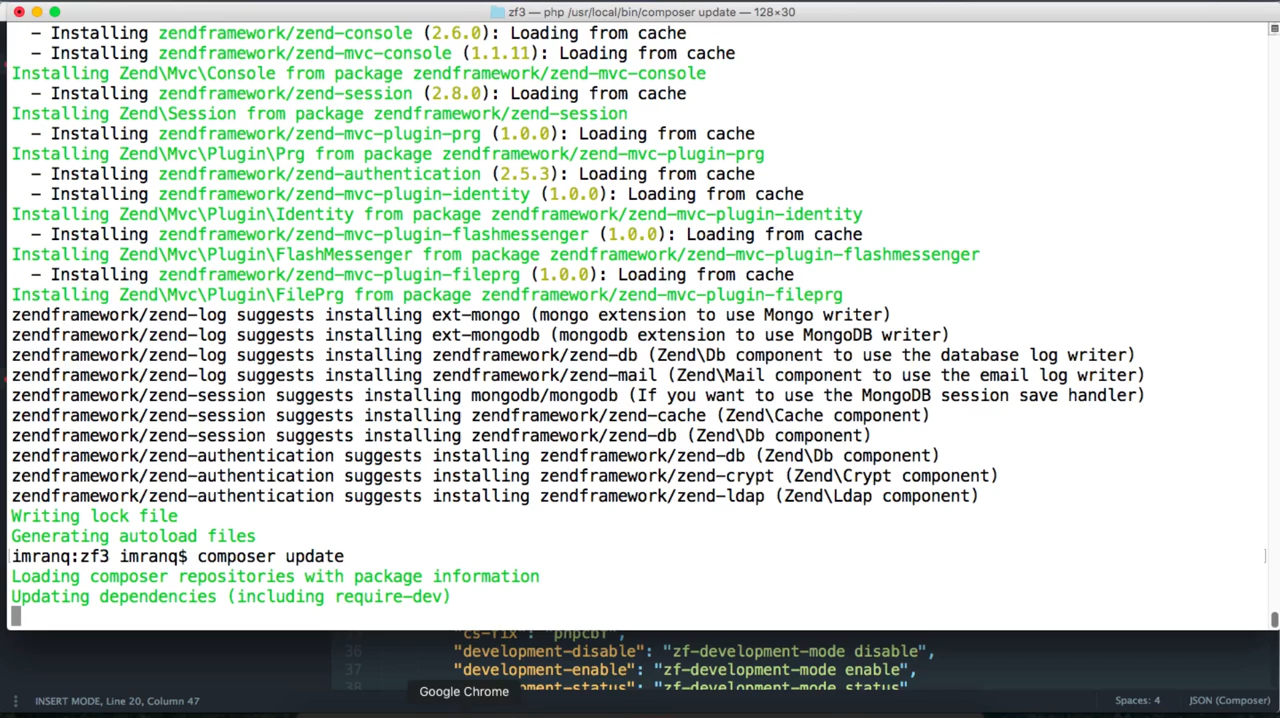 zf3 — php /usr/local/bin/composer update — 128×30
- Installing zendframework/zend-console (2.6.0): Loading from cache
- Installing zendframework/zend-mvc-console (1.1.11): Loading from cache
Installing Zend\Mvc\Console from package zendframework/zend-mvc-console
- Installing zendframework/zend-session (2.8.0): Loading from cache
Installing Zend\Session from package zendframework/zend-session
- Installing zendframework/zend-mvc-plugin-prg (1.0.0): Loading from cache
Installing Zend\Mvc\Plugin\Prg from package zendframework/zend-mvc-plugin-prg
- Installing zendframework/zend-authentication (2.5.3): Loading from cache
- Installing zendframework/zend-mvc-plugin-identity (1.0.0): Loading from cache
Installing Zend\Mvc\Plugin\Identity from package zendframework/zend-mvc-plugin-identity
- Installing zendframework/zend-mvc-plugin-flashmessenger (1.0.0): Loading from cache
Installing Zend\Mvc\Plugin\FlashMessenger from package zendframework/zend-mvc-plugin-flashmessenger
- Installing zendframework/zend-mvc-plugin-fileprg (1.0.0): Loading from cache
Installing Zend\Mvc\Plugin\FilePrg from package zendframework/zend-mvc-plugin-fileprg
zendframework/zend-log suggests installing ext-mongo (mongo extension to use Mongo writer)
zendframework/zend-log suggests installing ext-mongodb (mongodb extension to use MongoDB writer)
zendframework/zend-log suggests installing zendframework/zend-db (Zend\Db component to use the database log writer)
zendframework/zend-log suggests installing zendframework/zend-mail (Zend\Mail component to use the email log writer)
zendframework/zend-session suggests installing mongodb/mongodb (If you want to use the MongoDB session save handler)
zendframework/zend-session suggests installing zendframework/zend-cache (Zend\Cache component)
zendframework/zend-session suggests installing zendframework/zend-db (Zend\Db component)
zendframework/zend-authentication suggests installing zendframework/zend-db (Zend\Db component)
zendframework/zend-authentication suggests installing zendframework/zend-crypt (Zend\Crypt component)
zendframework/zend-authentication suggests installing zendframework/zend-ldap (Zend\Ldap component)
Writing lock file
Generating autoload files
imranq:zf3 imranq$ composer update
Loading composer repositories with package information
Updating dependencies (including require-dev)
"cs-fix": "phpcbf",
36 "development-disable": "zf-development-mode disable",
37 "development-enable": "zf-development-mode enable",
38 ment-status": "zf-development-mode status",
Google Chrome
INSERT MODE, Line 20, Column 47
Spaces: 4
JSON (Composer)